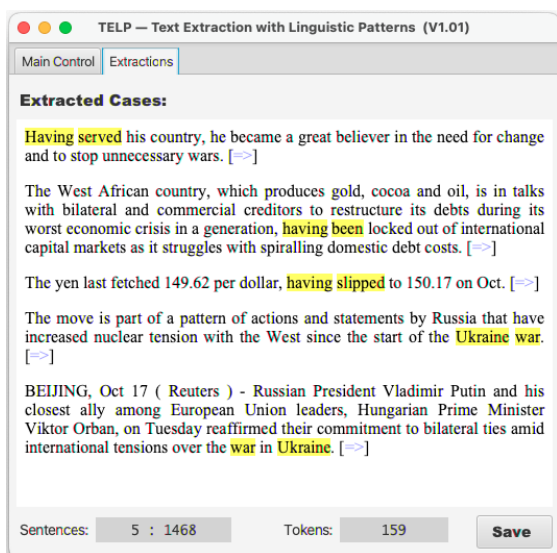 TELP — Text Extraction with Linguistic Patterns (V1.01)
Main Control Extractions
Extracted Cases:
Having served his country, he became a great believer in the need for change
and to stop unnecessary wars. [=>]
The West African country, which produces gold, cocoa and oil, is in talks
with bilateral and commercial creditors to restructure its debts during its
worst economic crisis in a generation, having been locked out of international
capital markets as it struggles with spiralling domestic debt costs. [=>]
The yen last fetched 149.62 per dollar, having slipped to 150.17 on Oct. [=>]
The move is part of a pattern of actions and statements by Russia that have
increased nuclear tension with the West since the start of the Ukraine war.
[=>]
BEIJING, Oct 17 ( Reuters ) - Russian President Vladimir Putin and his
closest ally among European Union leaders, Hungarian Prime Minister
Viktor Orban, on Tuesday reaffirmed their commitment to bilateral ties amid
international tensions over the war in Ukraine. [=>]
Sentences: 5 : 1468 Tokens: 159 Save